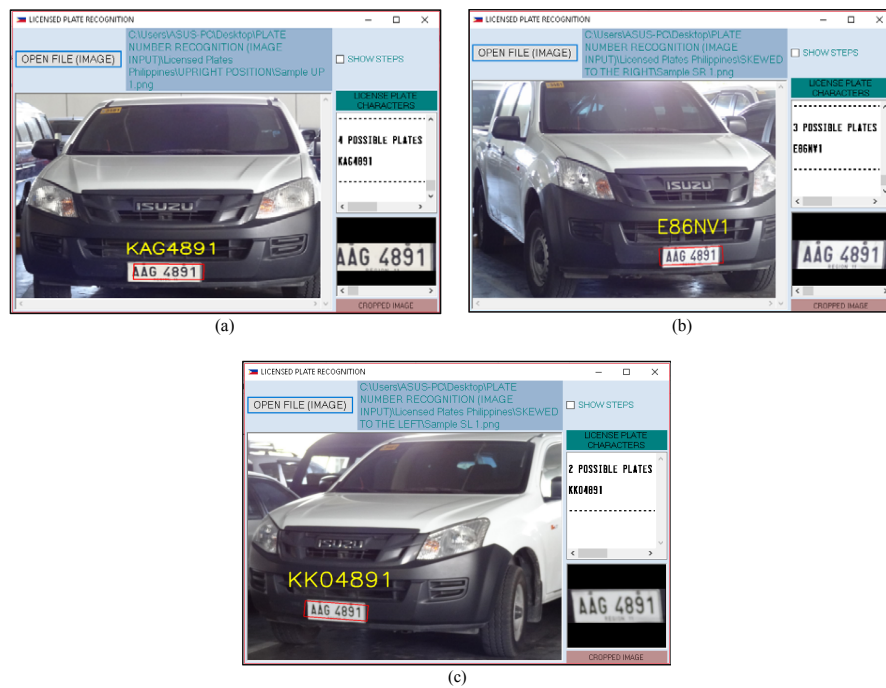 LICENSED PLATE RECOGNITION
OPEN FILE (IMAGE)
C:\Users\ASUS-PC\Desktop\PLATE
NUMBER RECOGNITION (IMAGE
INPUT)\Licensed Plates
Philippines\UPRIGHT POSITION\Sample UP
1.png
SHOW STEPS
LICENSE PLATE
CHARACTERS
4 POSSIBLE PLATES
KAG4891
ISUZU
KAG4891
AAG 4891
AAG 4891
CROPPED IMAGE
(a)
LICENSED PLATE RECOGNITION
OPEN FILE (IMAGE)
C:\Users\ASUS-PC\Desktop\PLATE
NUMBER RECOGNITION (IMAGE
INPUT)\Licensed Plates Philippines\SKEWED
TO THE RIGHT\Sample SR 1.png
SHOW STEPS
LICENSE PLATE
CHARACTERS
3 POSSIBLE PLATES
E86NV1
ISUZU
E86NV1
AAG 4891
AAG 4891
CROPPED IMAGE
(b)
LICENSED PLATE RECOGNITION
OPEN FILE (IMAGE)
C:\Users\ASUS-PC\Desktop\PLATE
NUMBER RECOGNITION (IMAGE
INPUT)\Licensed Plates Philippines\SKEWED
TO THE LEFT\Sample SL 1.png
SHOW STEPS
LICENSE PLATE
CHARACTERS
2 POSSIBLE PLATES
KKO4891
ISUZU
KKO4891
AAG 4891
AAG 4891
CROPPED IMAGE
(c)